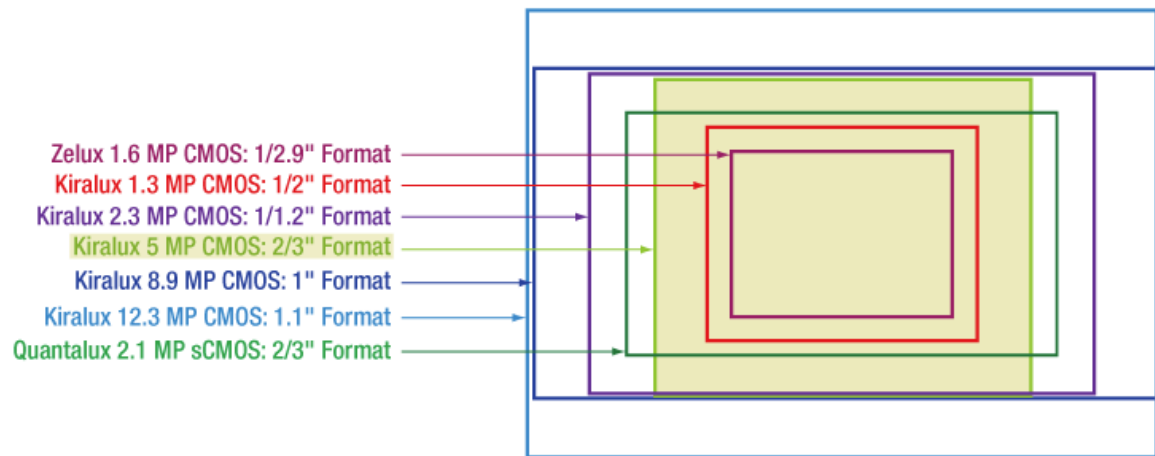 Zelux 1.6 MP CMOS: 1/2.9" Format
Kiralux 1.3 MP CMOS: 1/2" Format
Kiralux 2.3 MP CMOS: 1/1.2" Format
Kiralux 5 MP CMOS: 2/3" Format
Kiralux 8.9 MP CMOS: 1" Format
Kiralux 12.3 MP CMOS: 1.1" Format
Quantalux 2.1 MP sCMOS: 2/3" Format